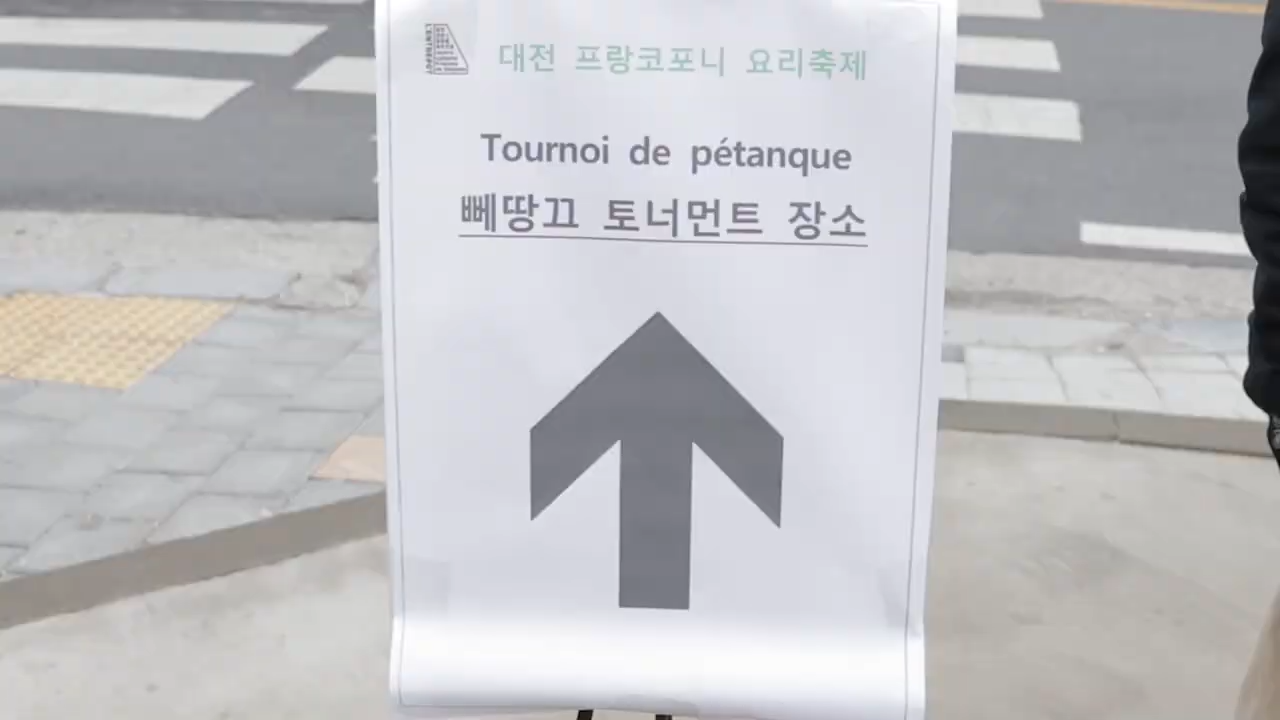 L'ENTREPOT
대전 프랑코포니 요리축제
Tournoi de pétanque
뻬땅끄 토너먼트 장소